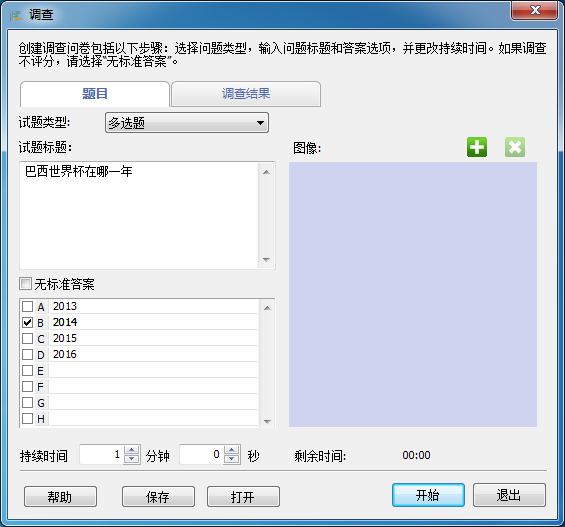 调查
创建调查问卷包括以下步骤：选择问题类型，输入问题标题和答案选项，并更改持续时间。如果调查
不评分，请选择“无标准答案”。
题目 调查结果
试题类型: 多选题
试题标题： 图像:
巴西世界杯在哪一年
无标准答案
A 2013
B 2014
C 2015
D 2016
E
F
G
H
持续时间 1 分钟 0 秒 剩余时间: 00:00
帮助 保存 打开 开始 退出